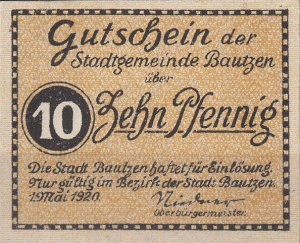 Gutschein der
Stadtgemeinde Bautzen
über
10 Zehn Pfennig
Die Stadt Bautzen haftet für Einlösung.
Nur gültig im Bezirk der Stadt Bautzen.
1. Mai 1920.
Oberbürgermeister.